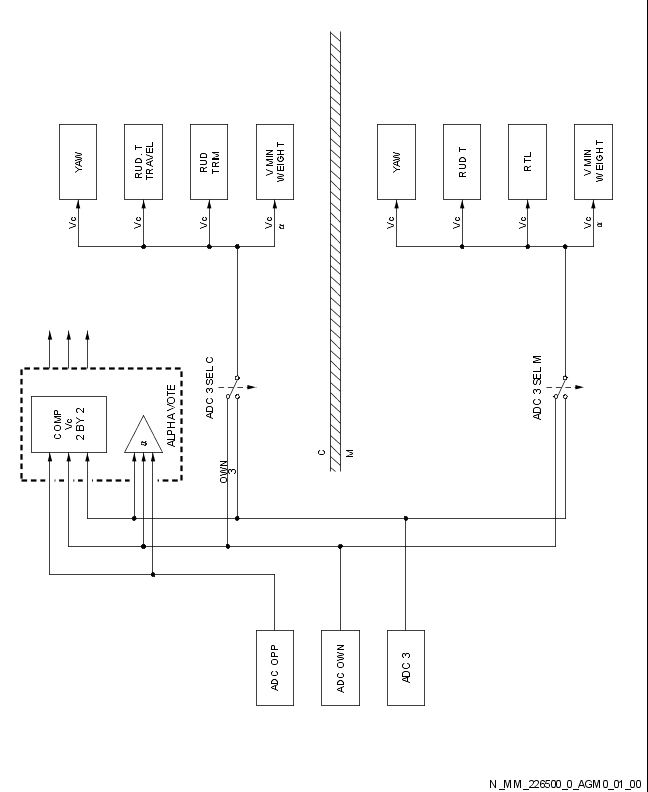 YAW
RUD. T
TRAVEL
RUD
TRIM
V MIN
WEIGHT
YAW
RUD T
RTL
V MIN
WEIGHT
Vc
Vc
Vc
Vc
α
Vc
Vc
Vc
Vc
α
COMP
Vc
2 BY 2
α
ALPHA VOTE
ADC 3 SEL C
OWN
3
C
M
ADC 3 SEL M
ADC OPP
ADC OWN
ADC 3
N_MM_226500_0_AGM0_01_00